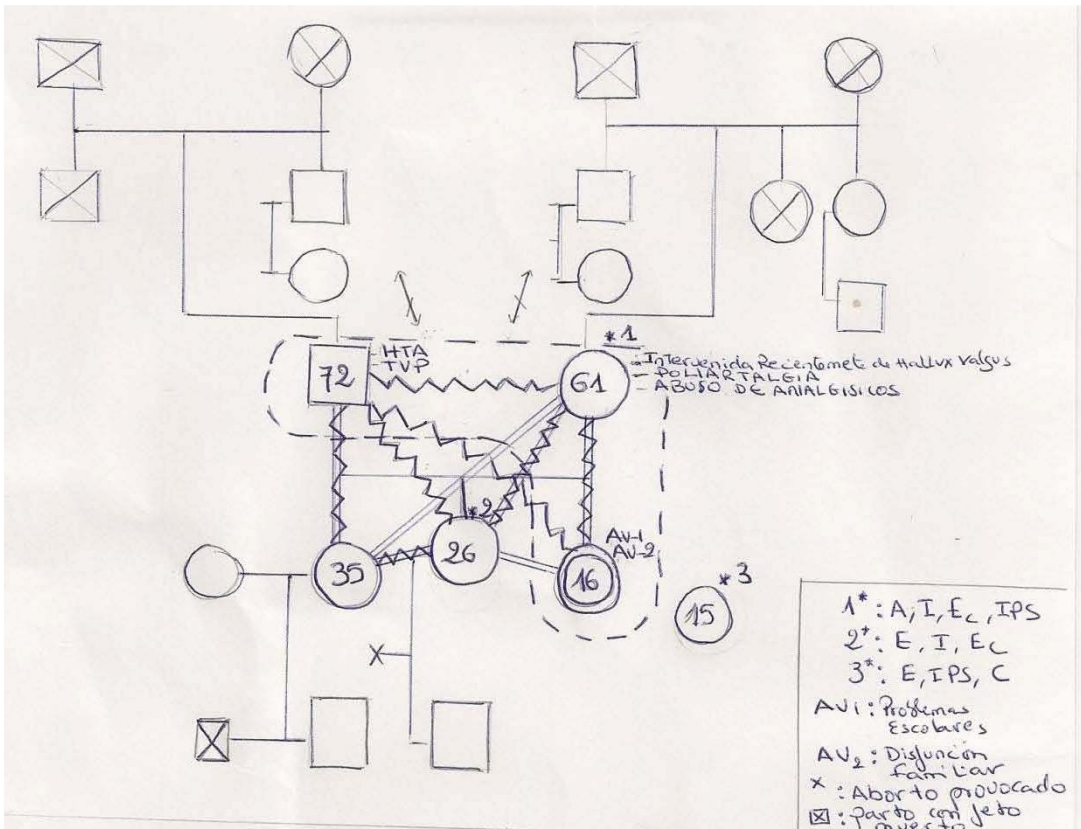 *1
72
- HTA
- TVP
61
- Intervenida Recientemete de Hallux Valgus
- POLIARTALGIA
- ABUSO DE ANALGISICOS
*2
35
26
AV-1
AV-2
16
*3
15
1*: A, I, Ec, IPS
2*: E, I, Ec
3*: E, IPS, C
AV1: Problemas
Escolares
AV2: Disfunción
familiar
x: Aborto provocado
☒: parto con feto
muerto